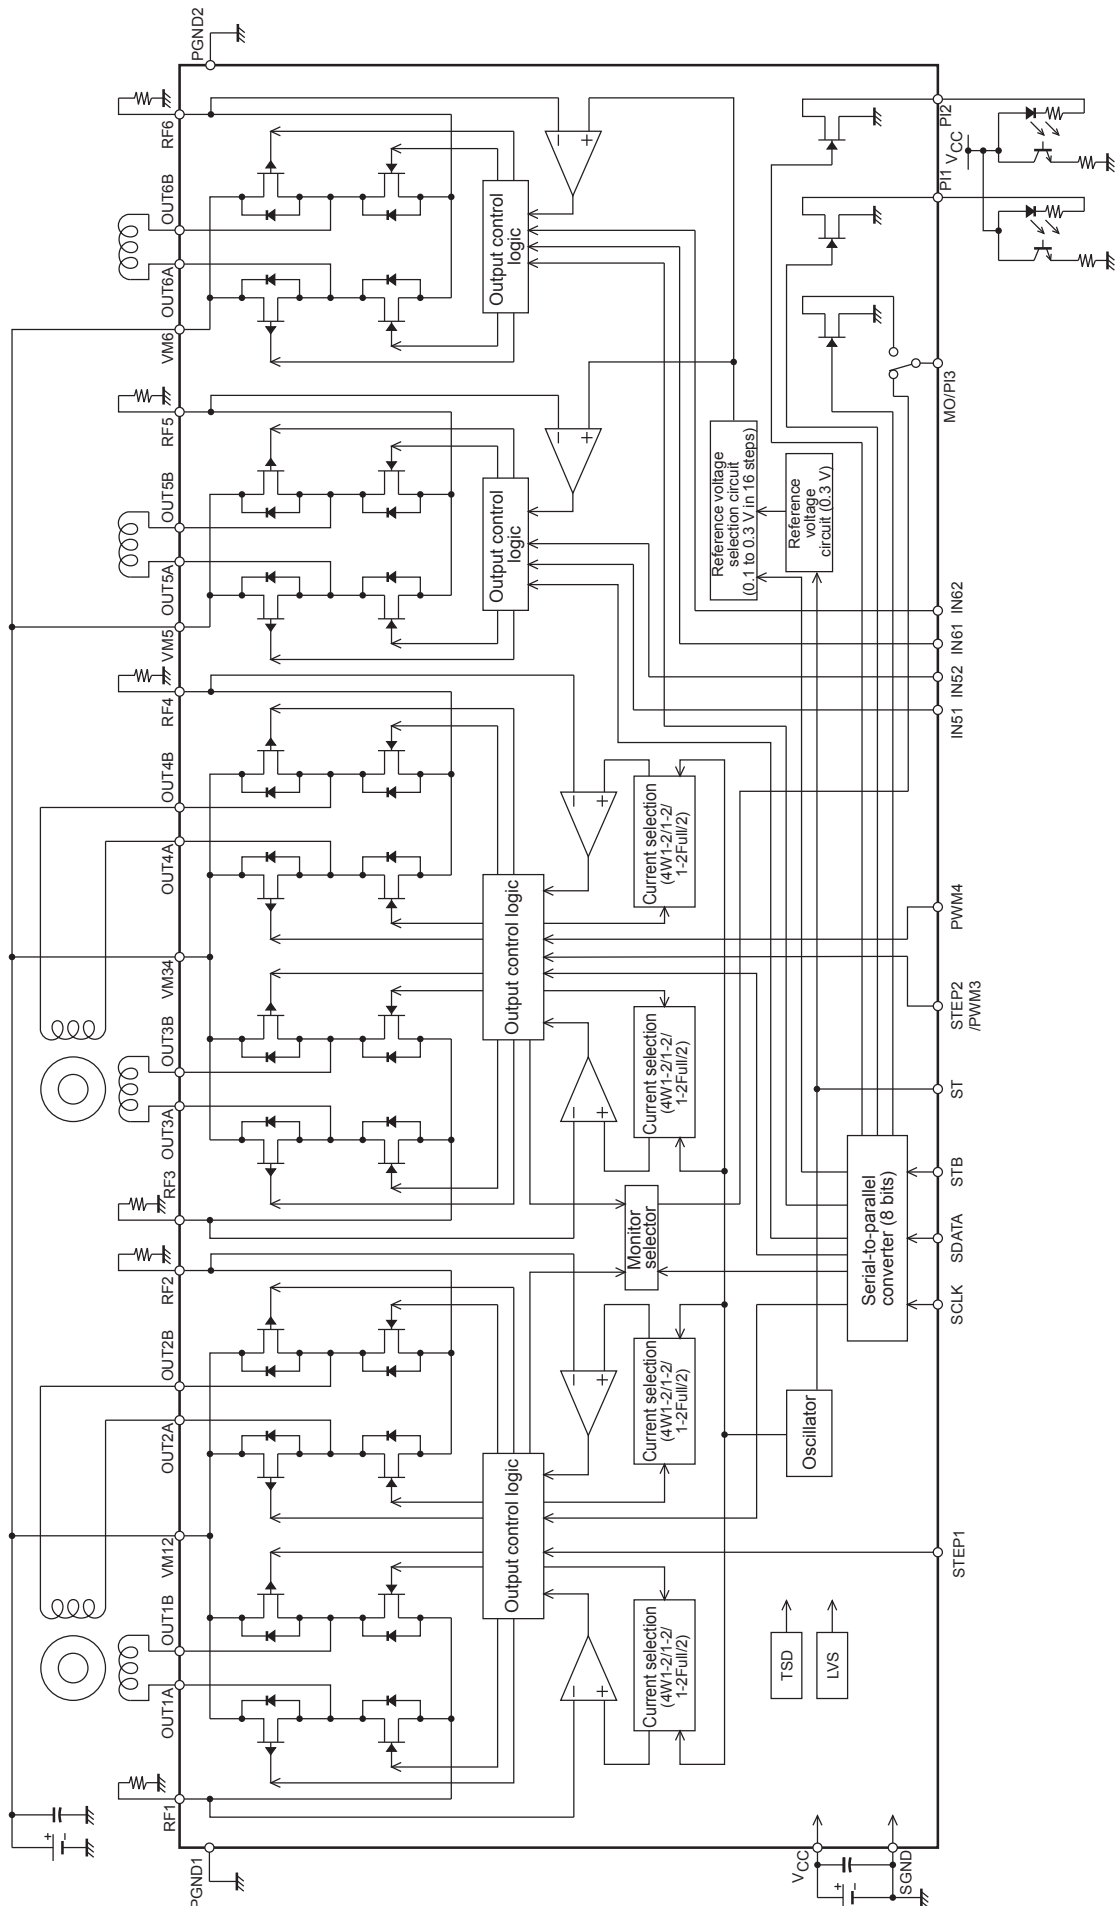 PGND2
RF6
OUT6B
OUT6A
VM6
RF5
OUT5B
OUT5A
VM5
RF4
OUT4B
OUT4A
VM34
OUT3B
OUT3A
RF3
RF2
OUT2B
OUT2A
VM12
OUT1B
OUT1A
RF1
PGND1
+
-
Output control
logic
-
+
Output control
logic
-
+
Output control logic
-
+
-
+
Output control logic
-
+
-
+
Current selection
(4W1-2/1-2/
1-2Full/2)
Current selection
(4W1-2/1-2/
1-2Full/2)
Monitor
selector
Current selection
(4W1-2/1-2/
1-2Full/2)
Current selection
(4W1-2/1-2/
1-2Full/2)
Reference voltage
selection circuit
(0.1 to 0.3 V in 16 steps)
Reference
voltage
circuit (0.3 V)
Serial-to-parallel
converter (8 bits)
Oscillator
TSD
LVS
PI2
VCC
PI1
MO/PI3
IN62
IN61
IN52
IN51
PWM4
STEP2
/PWM3
ST
STB
SDATA
SCLK
STEP1
VCC
SGND
+
-